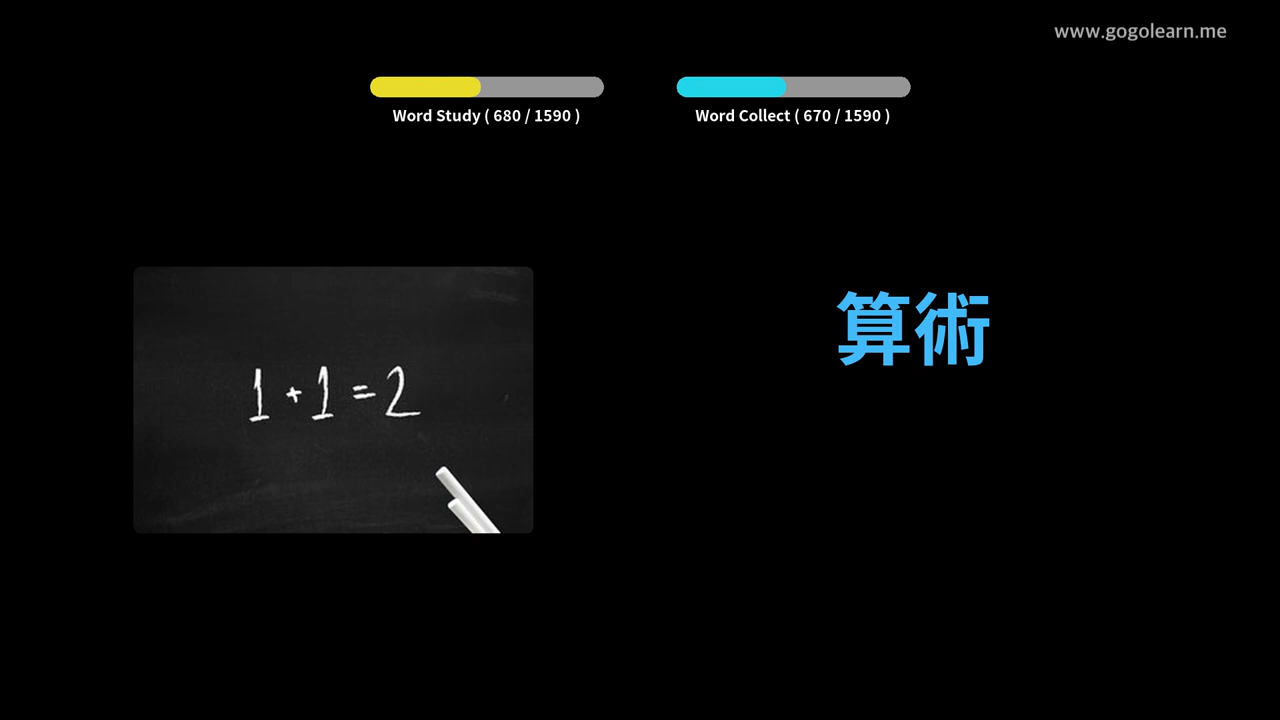 www.gogolearn.me
Word Study ( 680 / 1590 )
Word Collect ( 670 / 1590 )
算術
1 + 1 = 2